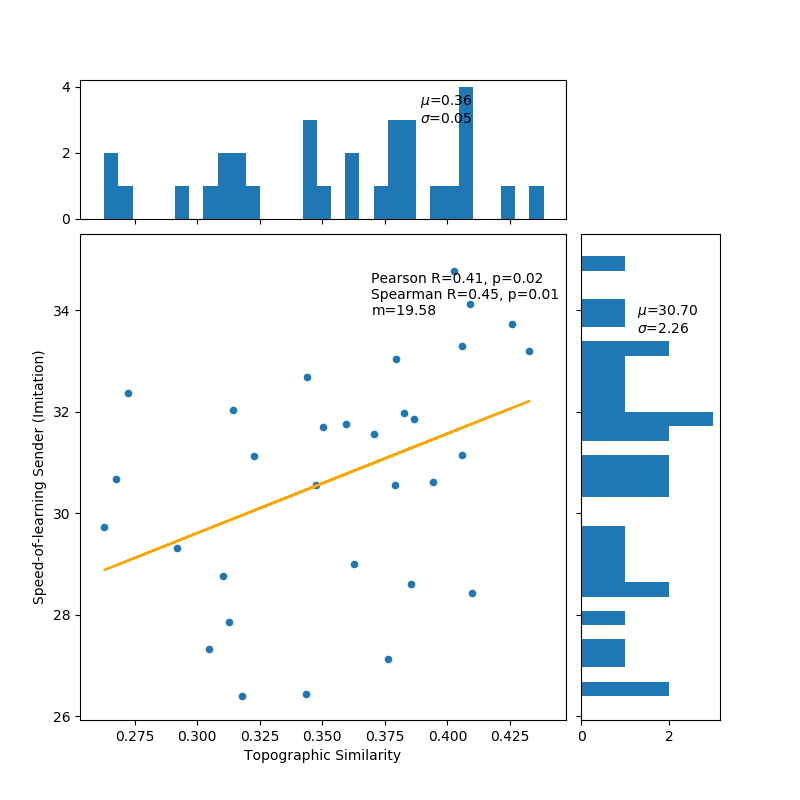 4
2
0
μ=0.36
σ=0.05
Pearson R=0.41, p=0.02
Spearman R=0.45, p=0.01
m=19.58
34
32
30
28
26
Speed-of-learning Sender (Imitation)
0.275 0.300 0.325 0.350 0.375 0.400 0.425
Topographic Similarity
μ=30.70
σ=2.26
0 2